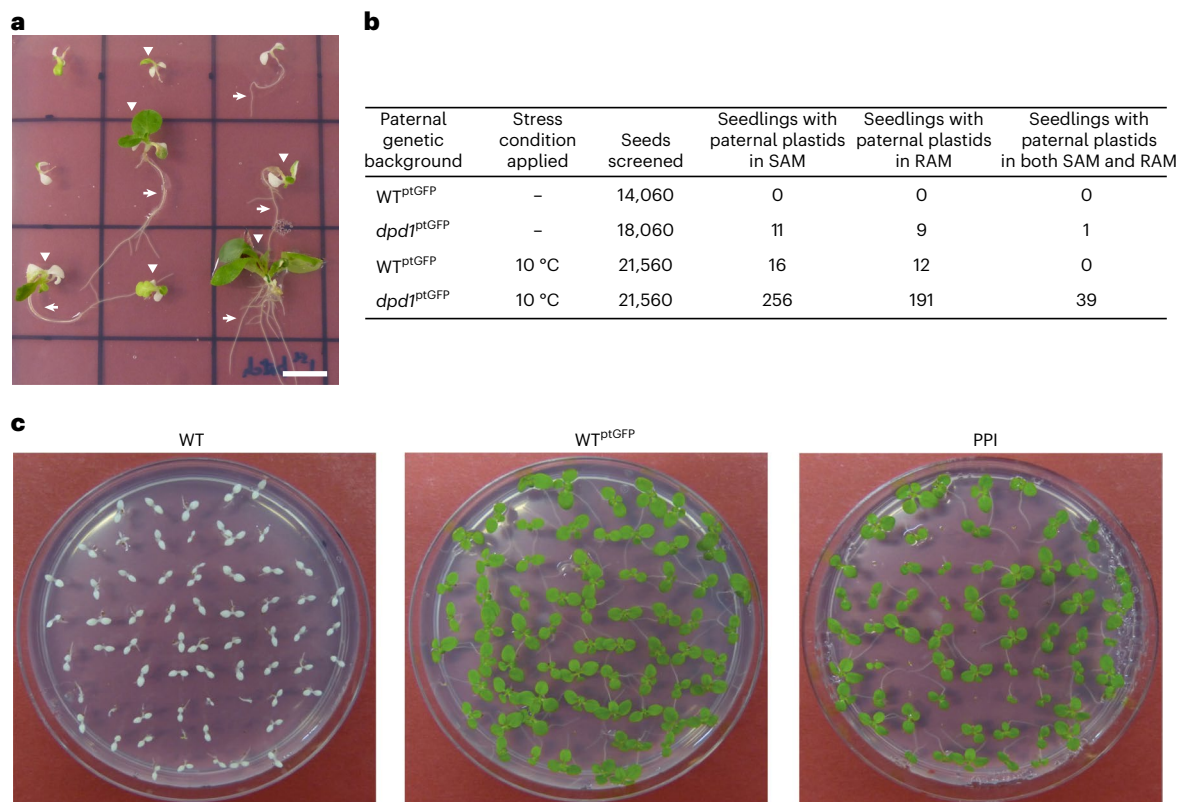 a
b
Paternal genetic background
Stress condition applied
Seeds screened
Seedlings with paternal plastids in SAM
Seedlings with paternal plastids in RAM
Seedlings with paternal plastids in both SAM and RAM
WTptGFP – 14,060 0 0 0
dpd1ptGFP – 18,060 11 9 1
WTptGFP 10 °C 21,560 16 12 0
dpd1ptGFP 10 °C 21,560 256 191 39
c
WT
WTptGFP
PPI